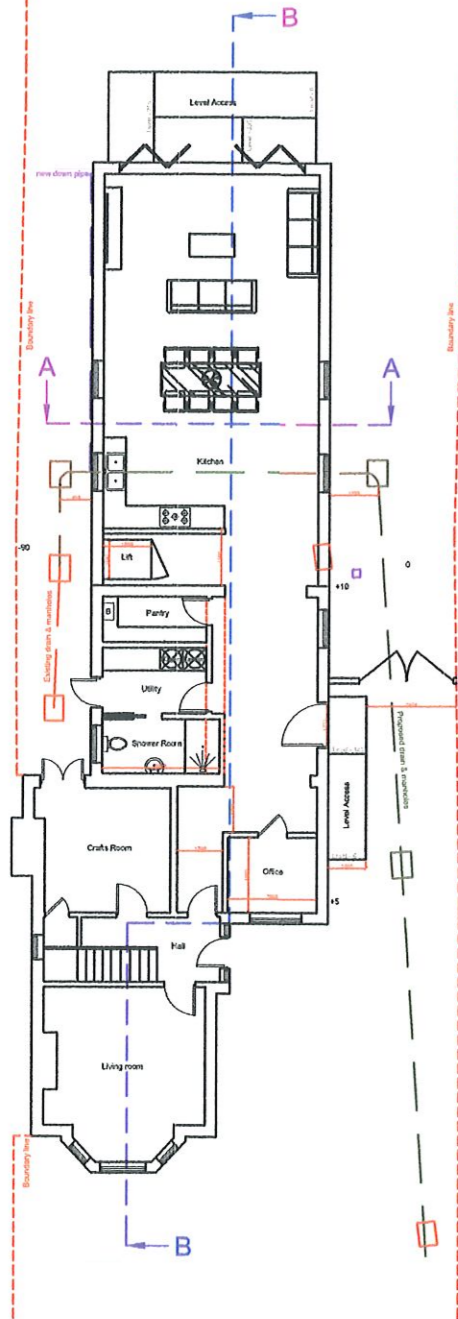 B
Level Access
new down pipe
Boundary line
Boundary line
A
A
Kitchen
-90
Lift
+10
0
Existing drain & manholes
B
Pantry
Utility
Shower Room
Proposed drain & manholes
Level Access
Crafts Room
Office
+5
Hall
Living room
Boundary line
B